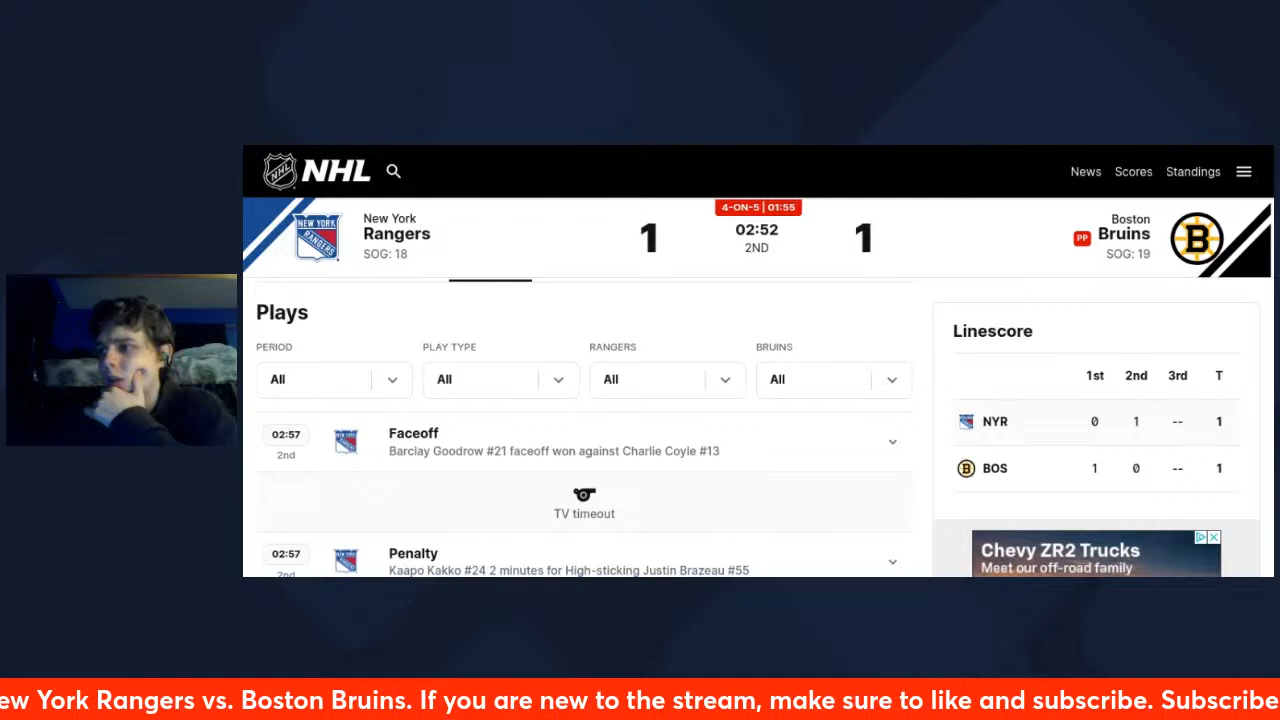 NHL
News Scores Standings
4-ON-5 | 01:55
New York
Rangers
SOG: 18
1
02:52
2ND
1
PP
Boston
Bruins
SOG: 19
NEW YORK
RANGERS
B
Plays
PERIOD PLAY TYPE RANGERS BRUINS
All All All All
02:57
2nd
Faceoff
Barclay Goodrow #21 faceoff won against Charlie Coyle #13
TV timeout
02:57
2nd
Penalty
Kaapo Kakko #24 2 minutes for High-sticking Justin Brazeau #55
Linescore
1st 2nd 3rd T
NYR 0 1 -- 1
BOS 1 0 -- 1
Chevy ZR2 Trucks
Meet our off-road family
ew York Rangers vs. Boston Bruins. If you are new to the stream, make sure to like and subscribe. Subscribe